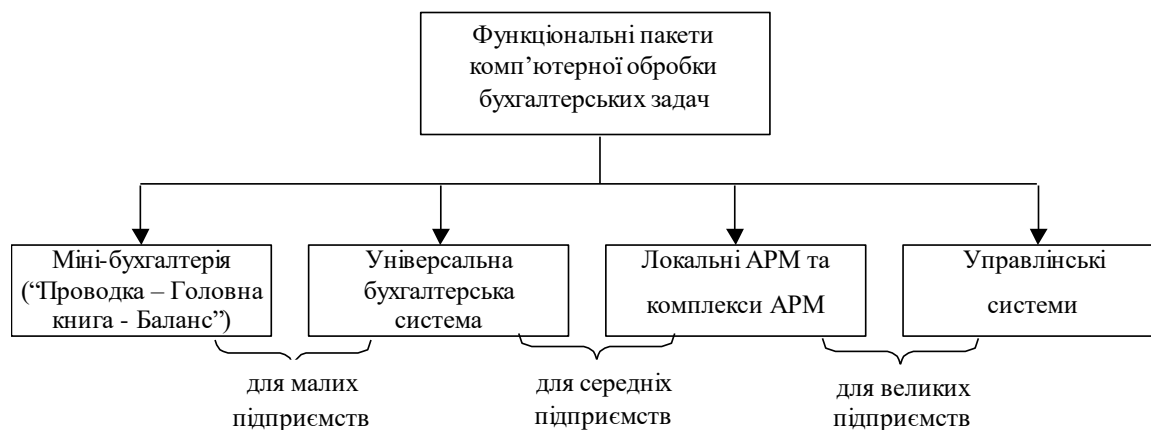 Функціональні пакети
комп’ютерної обробки
бухгалтерських задач
Міні-бухгалтерія
(“Проводка – Головна
книга - Баланс”)
Універсальна
бухгалтерська
система
Локальні АРМ та
комплекси АРМ
Управлінські
системи
для малих
підприємств
для середніх
підприємств
для великих
підприємств